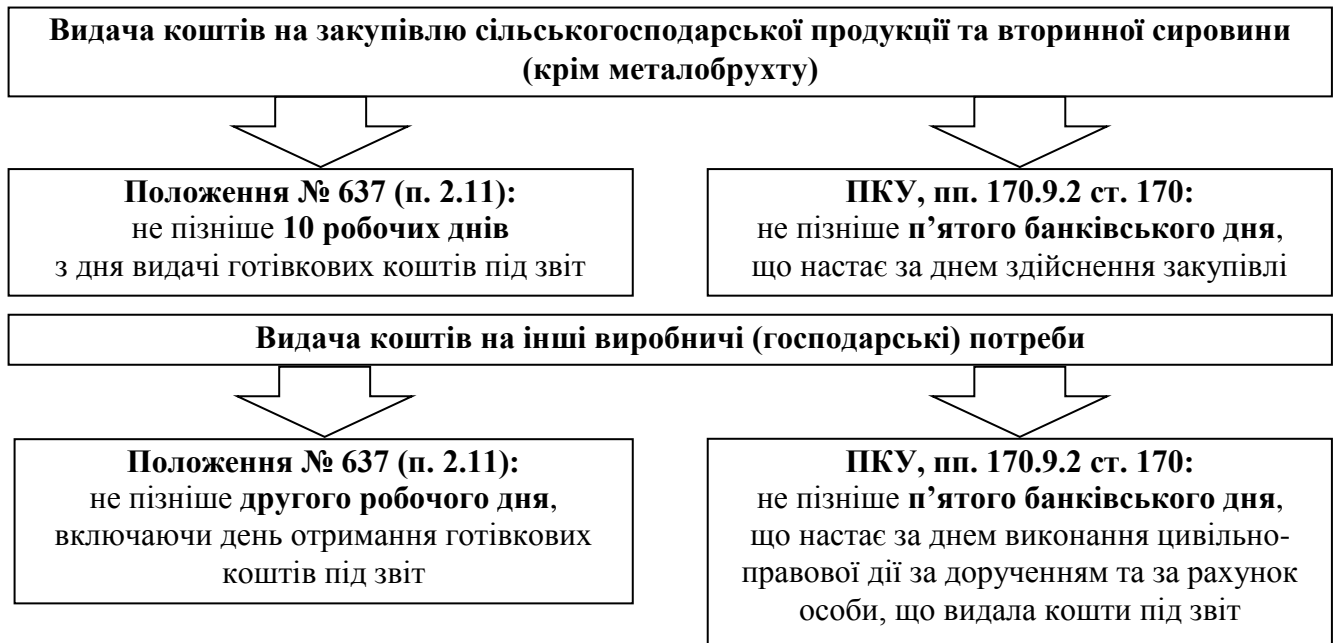 Видача коштів на закупівлю сільськогосподарської продукції та вторинної сировини
(крім металобрухту)
Положення № 637 (п. 2.11):
не пізніше 10 робочих днів
з дня видачі готівкових коштів під звіт
ПКУ, пп. 170.9.2 ст. 170:
не пізніше п’ятого банківського дня,
що настає за днем здійснення закупівлі
Видача коштів на інші виробничі (господарські) потреби
Положення № 637 (п. 2.11):
не пізніше другого робочого дня,
включаючи день отримання готівкових
коштів під звіт
ПКУ, пп. 170.9.2 ст. 170:
не пізніше п’ятого банківського дня,
що настає за днем виконання цивільно-
правової дії за дорученням та за рахунок
особи, що видала кошти під звіт